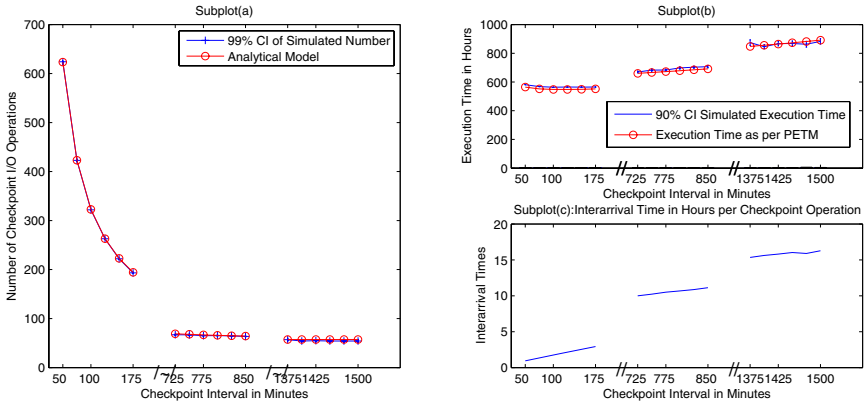 Subplot(a)
700
600
500
400
300
200
100
0
Number of Checkpoint I/O Operations
99% CI of Simulated Number
Analytical Model
50 100 175 725 775 850 1375 1425 1500
Checkpoint Interval in Minutes
Subplot(b)
1000
800
600
400
200
0
Execution Time in Hours
90% CI Simulated Execution Time
Execution Time as per PETM
50 100 175 725 775 850 1375 1425 1500
Checkpoint Interval in Minutes
Subplot(c):Interarrival Time in Hours per Checkpoint Operation
20
15
10
5
0
Interarrival Times
50 100 175 725 775 850 1375 1425 1500
Checkpoint Interval in Minutes